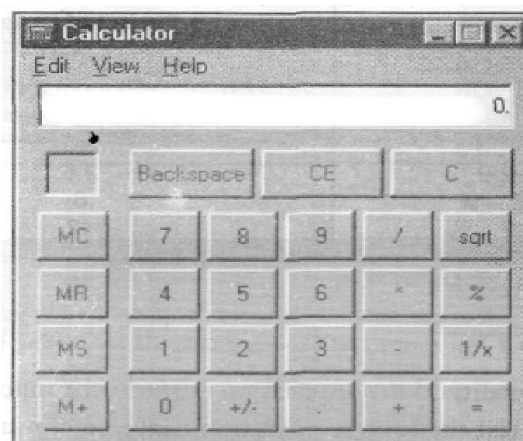 Calculator
Edit View Help
0.
Backspace CE C
MC 7 8 9 / sqrt
MR 4 5 6 * %
MS 1 2 3 - 1/x
M+ 0 +/- . + =